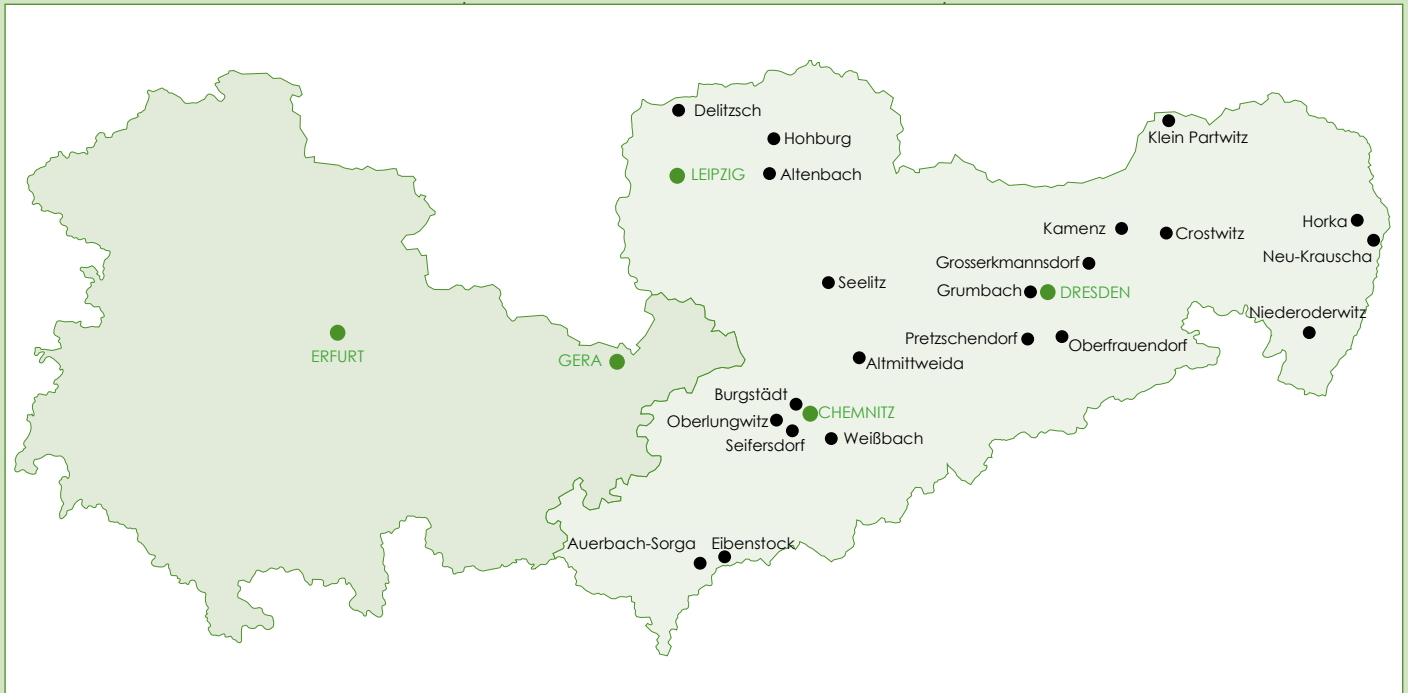 Delitzsch
Klein Partwitz
Hohburg
LEIPZIG
Altenbach
Kamenz
Crostwitz
Horka
Neu-Krauscha
Grosserkmannsdorf
Seelitz
Grumbach
DRESDEN
Niederoderwitz
ERFURT
GERA
Pretzschendorf
Oberfrauendorf
Altmittweida
Burgstädt
CHEMNITZ
Oberlungwitz
Seifersdorf
Weißbach
Auerbach-Sorga
Eibenstock